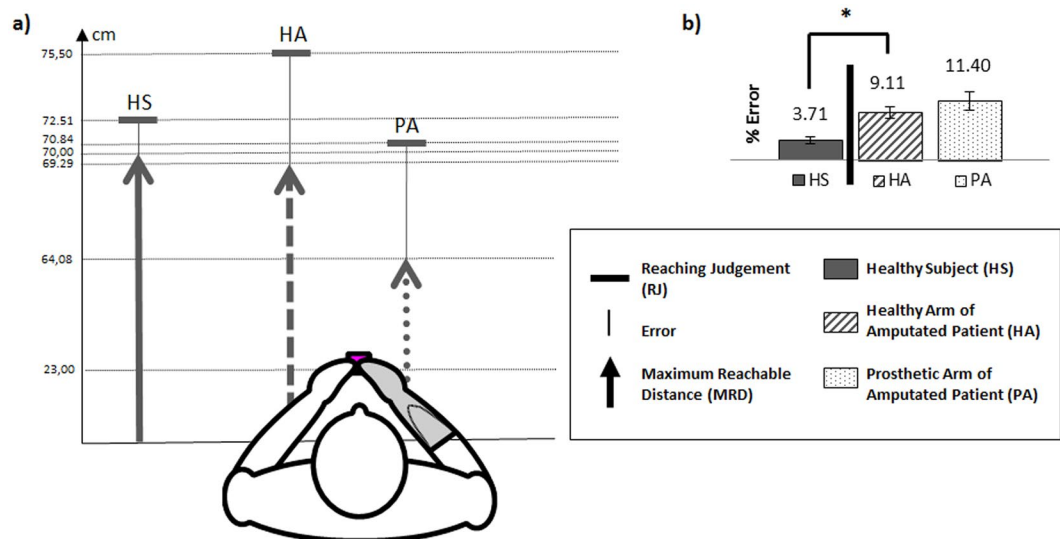 a)
cm
75,50
72.51
70.84
70,00
69.29
64,08
23,00
HS
HA
PA
b)
*
% Error
3.71
9.11
11.40
HS
HA
PA
Reaching Judgement
(RJ)
Error
Maximum Reachable
Distance (MRD)
Healthy Subject (HS)
Healthy Arm of
Amputated Patient (HA)
Prosthetic Arm of
Amputated Patient (PA)